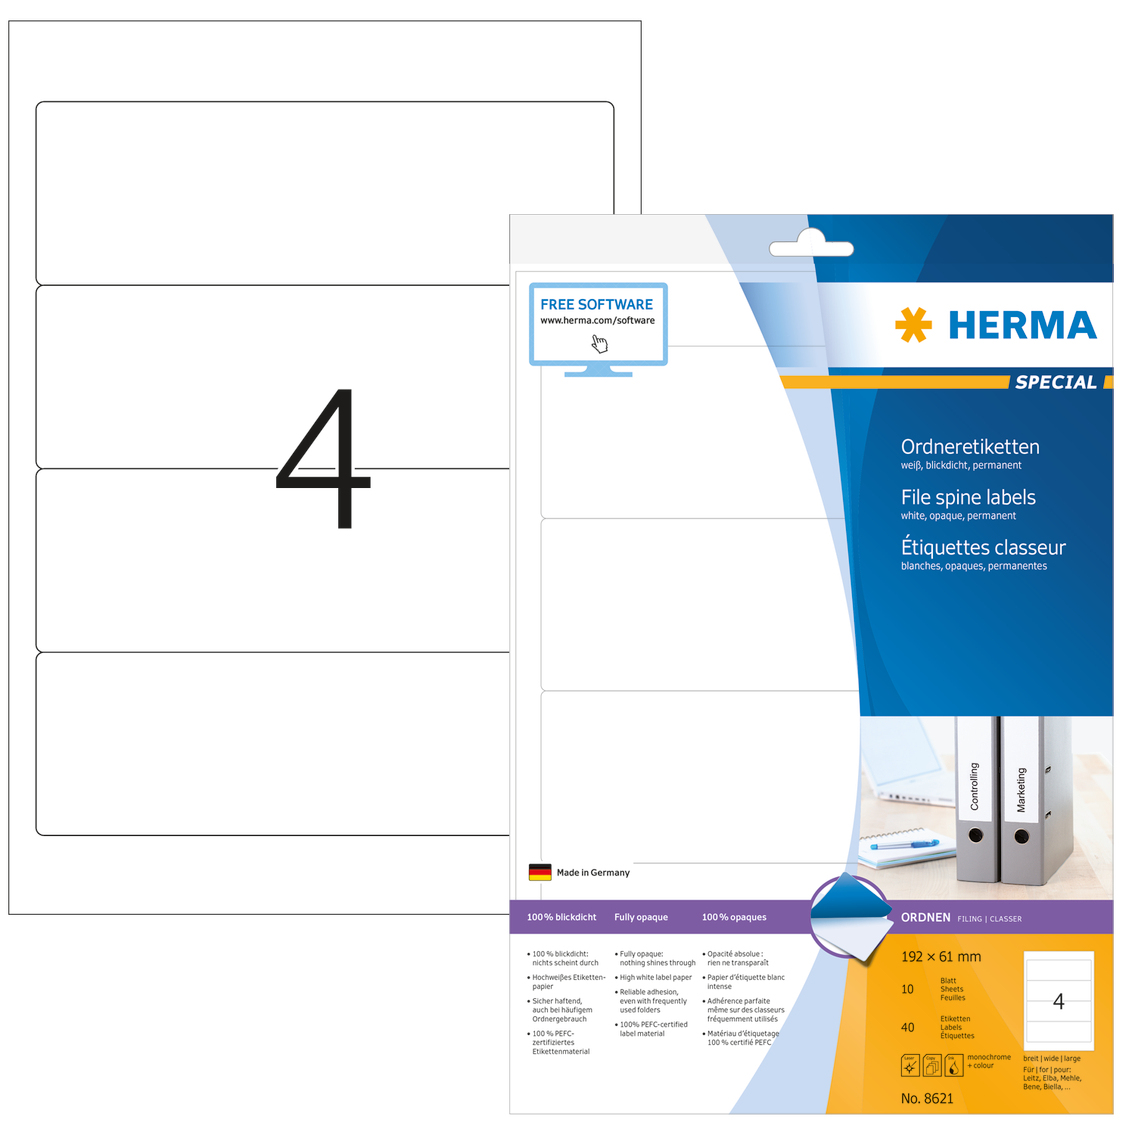 4
FREE SOFTWARE
www.herma.com/software
HERMA
SPECIAL
Ordneretiketten
weiß, blickdicht, permanent
File spine labels
white, opaque, permanent
Étiquettes classeur
blanches, opaques, permanentes
Controlling
Marketing
Made in Germany
100 % blickdicht
Fully opaque
100 % opaques
ORDNEN FILING | CLASSER
• 100 % blickdicht:
nichts scheint durch
• Hochweißes Etiketten-
papier
• Sicher haftend,
auch bei häufigem
Ordnergebrauch
• 100 % PEFC-
zertifiziertes
Etikettenmaterial
• Fully opaque:
nothing shines through
• High white label paper
• Reliable adhesion,
even with frequently
used folders
• 100% PEFC-certified
label material
• Opacité absolue :
rien ne transparaît
• Papier d'étiquette blanc
intense
• Adhérence parfaite
même sur des classeurs
fréquemment utilisés
• Matériau d'étiquetage
100 % certifié PEFC
192 × 61 mm
10
Blatt
Sheets
Feuilles
40
Etiketten
Labels
Étiquettes
4
Laser
Copy
Ink
monochrome
+ colour
breit | wide | large
Für | for | pour:
Leitz, Elba, Mehle,
Bene, Biella, ...
No. 8621